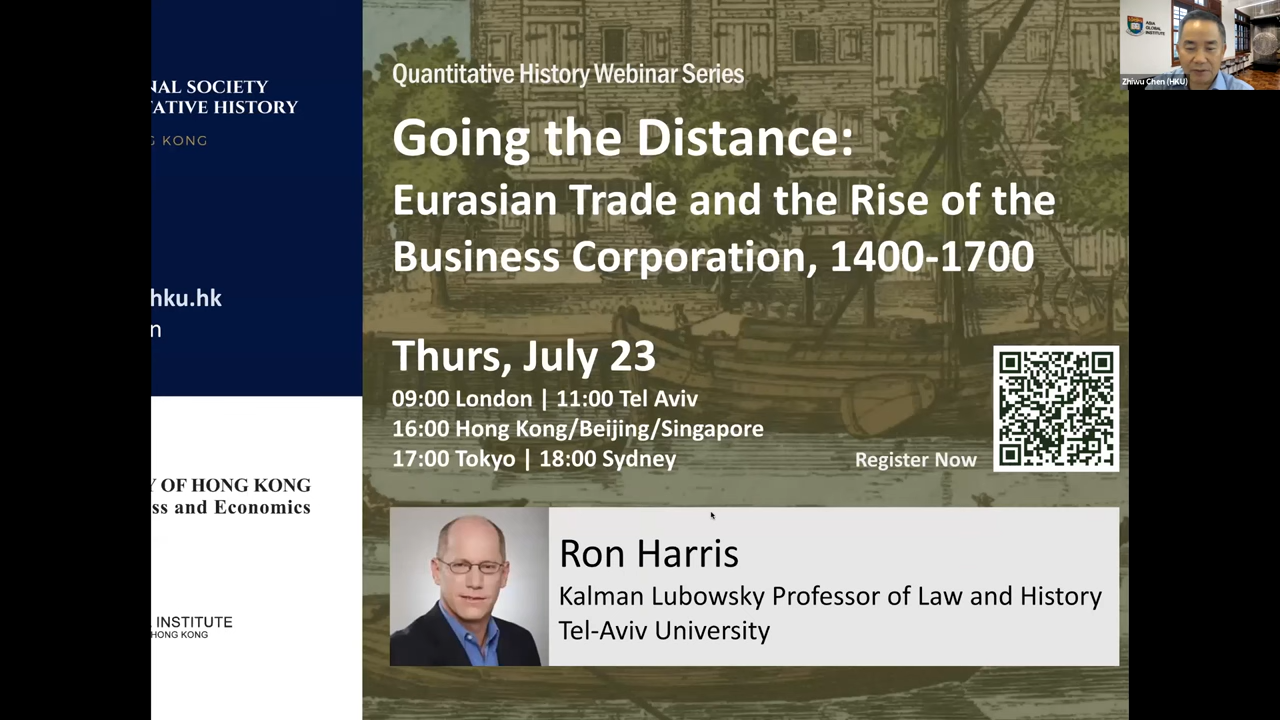 NAL SOCIETY
TATIVE HISTORY
G KONG
hku.hk
n
Y OF HONG KONG
ss and Economics
INSTITUTE
HONG KONG
Quantitative History Webinar Series
Going the Distance:
Eurasian Trade and the Rise of the
Business Corporation, 1400-1700
Thurs, July 23
09:00 London | 11:00 Tel Aviv
16:00 Hong Kong/Beijing/Singapore
17:00 Tokyo | 18:00 Sydney
Register Now
Ron Harris
Kalman Lubowsky Professor of Law and History
Tel-Aviv University
ASIA
GLOBAL
INSTITUTE
Zhiwu Chen (HKU)